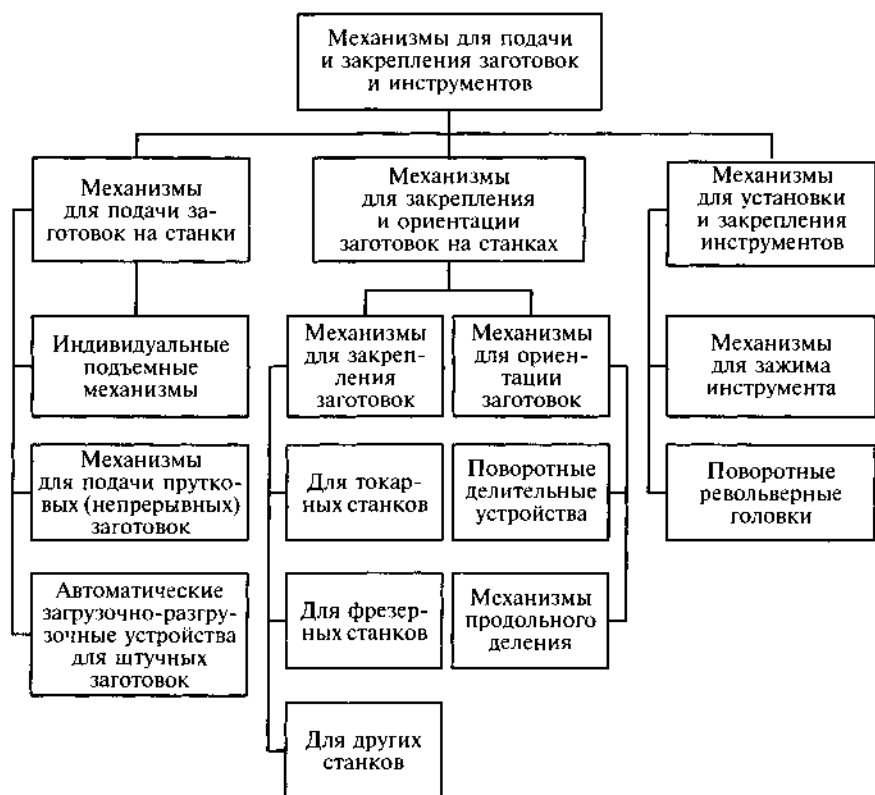 Механизмы для подачи
и закрепления заготовок
и инструментов
Механизмы
для подачи за-
готовок на станки
Механизмы
для закрепления
и ориентации
заготовок на станках
Механизмы
для установки
и закрепления
инструментов
Индивидуальные
подъемные
механизмы
Механизмы
для закреп-
ления
заготовок
Механизмы
для ориен-
тации
заготовок
Механизмы
для зажима
инструмента
Механизмы
для подачи прутко-
вых (непрерывных)
заготовок
Для токар-
ных станков
Поворотные
делительные
устройства
Поворотные
револьверные
головки
Автоматические
загрузочно-разгру-
зочные устройства
для штучных
заготовок
Для фрезер-
ных станков
Механизмы
продольного
деления
Для других
станков